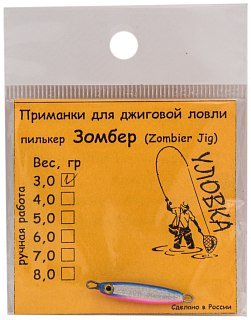 Приманки для джиговой ловли
пилькер Зомбер (Zombier Jig)
Вес, гр
3,0
4,0
5,0
6,0
7,0
8,0
ручная работа
УЛОВКА
Сделано в России